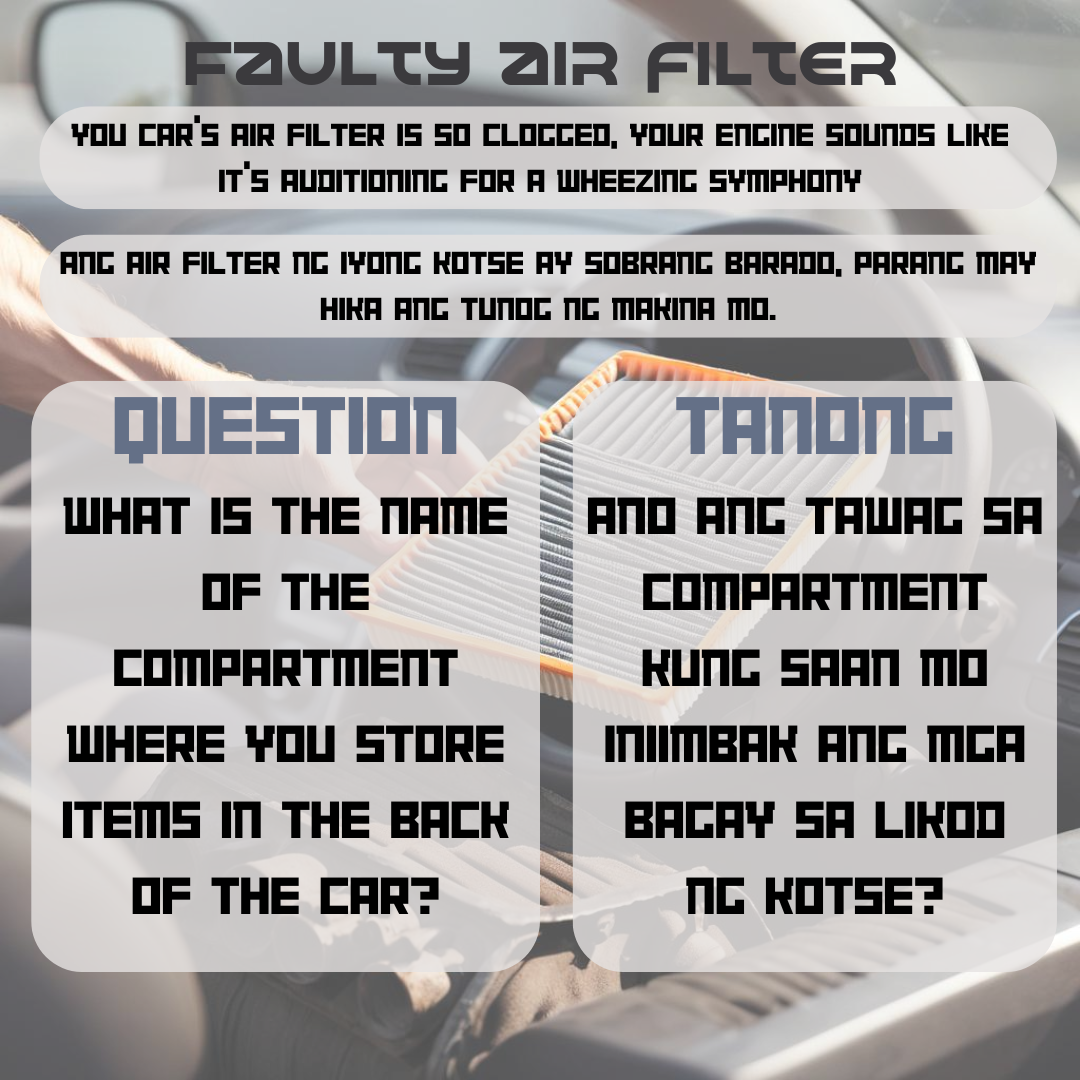 FAULTY AIR FILTER
YOU CAR'S AIR FILTER IS SO CLOGGED, YOUR ENGINE SOUNDS LIKE
IT'S AUDITIONING FOR A WHEEZING SYMPHONY
ANG AIR FILTER NG IYONG KOTSE AY SOBRANG BARADO, PARANG MAY
HIKA ANG TUNOG NG MAKINA MO.
QUESTION
WHAT IS THE NAME
OF THE
COMPARTMENT
WHERE YOU STORE
ITEMS IN THE BACK
OF THE CAR?
TANONG
ANO ANG TAWAG SA
COMPARTMENT
KUNG SAAN MO
INIIMBAK ANG MGA
BAGAY SA LIKOD
NG KOTSE?